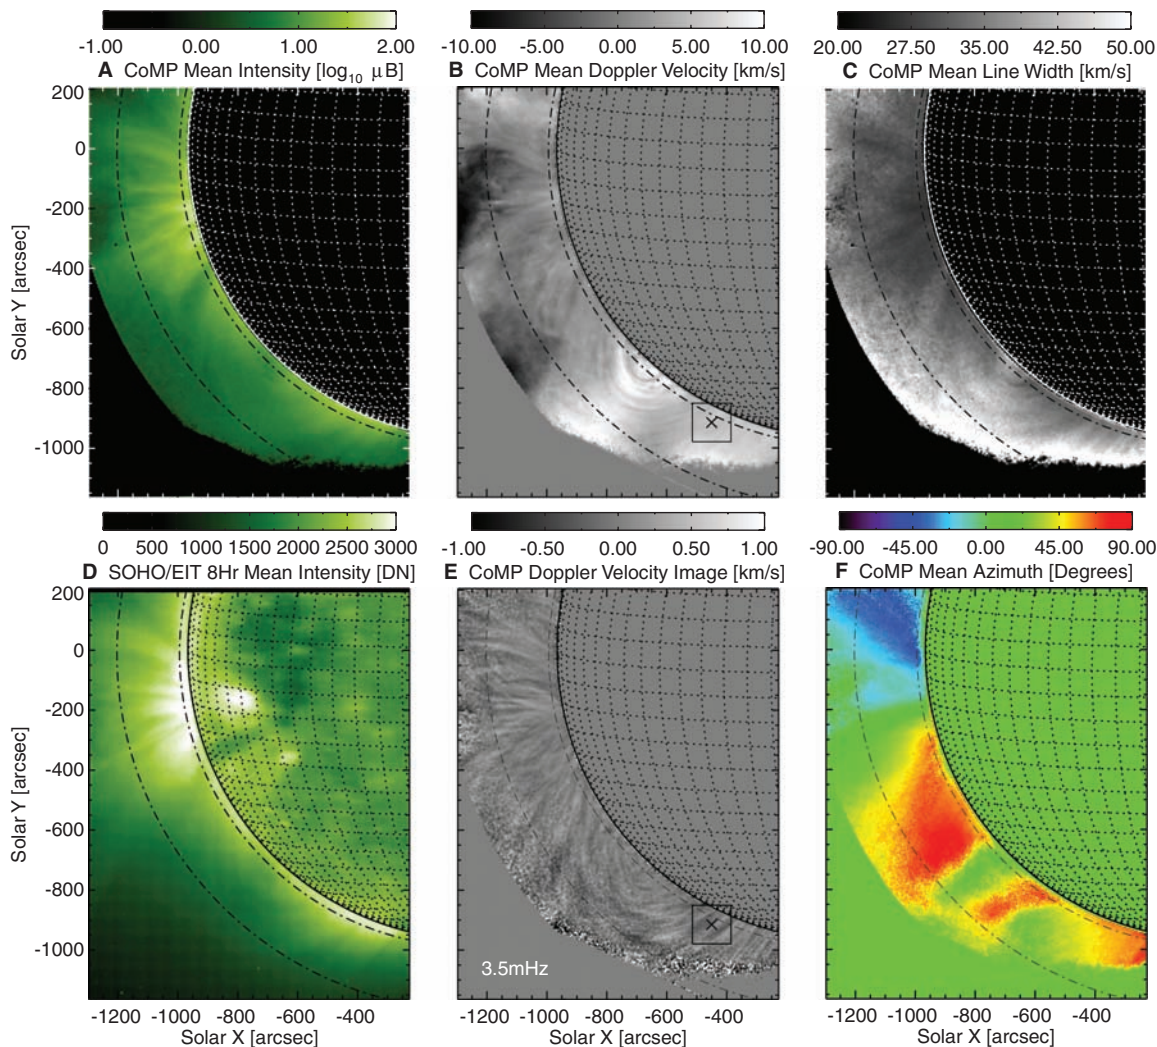 -1.00 0.00 1.00 2.00
A CoMP Mean Intensity [log10 μB]
-10.00 -5.00 0.00 5.00 10.00
B CoMP Mean Doppler Velocity [km/s]
20.00 27.50 35.00 42.50 50.00
C CoMP Mean Line Width [km/s]
200
0
-200
-400
-600
-800
-1000
Solar Y [arcsec]
0 500 1000 1500 2000 2500 3000
D SOHO/EIT 8Hr Mean Intensity [DN]
-1.00 -0.50 0.00 0.50 1.00
E CoMP Doppler Velocity Image [km/s]
-90.00 -45.00 0.00 45.00 90.00
F CoMP Mean Azimuth [Degrees]
200
0
-200
-400
-600
-800
-1000
Solar Y [arcsec]
3.5mHz
-1200 -1000 -800 -600 -400
Solar X [arcsec]
-1200 -1000 -800 -600 -400
Solar X [arcsec]
-1200 -1000 -800 -600 -400
Solar X [arcsec]